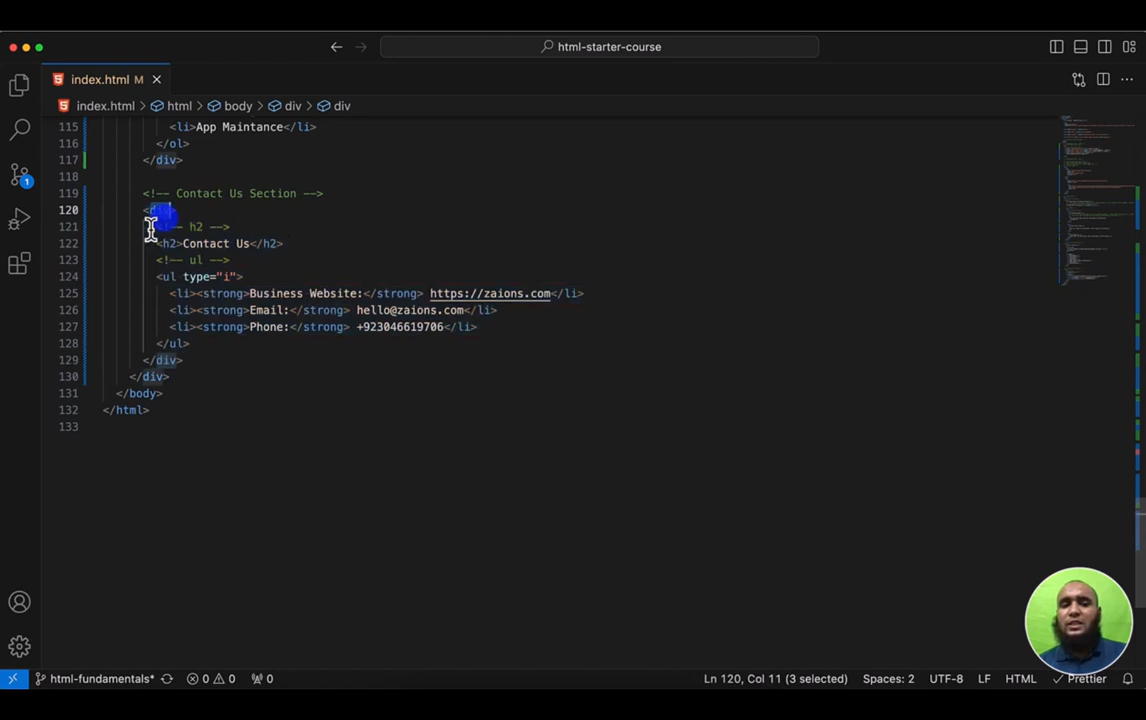 html-starter-course
index.html M
index.html > html > body > div > div
115 <li>App Maintance</li>
116 </ol>
117 </div>
118
119 <!-- Contact Us Section -->
120 <div>
121 <!-- h2 -->
122 <h2>Contact Us</h2>
123 <!-- ul -->
124 <ul type="i">
125 <li><strong>Business Website:</strong> https://zaions.com</li>
126 <li><strong>Email:</strong> hello@zaions.com</li>
127 <li><strong>Phone:</strong> +923046619706</li>
128 </ul>
129 </div>
130 </div>
131 </body>
132 </html>
133
1
html-fundamentals* 0 0 0 Ln 120, Col 11 (3 selected) Spaces: 2 UTF-8 LF HTML Prettier